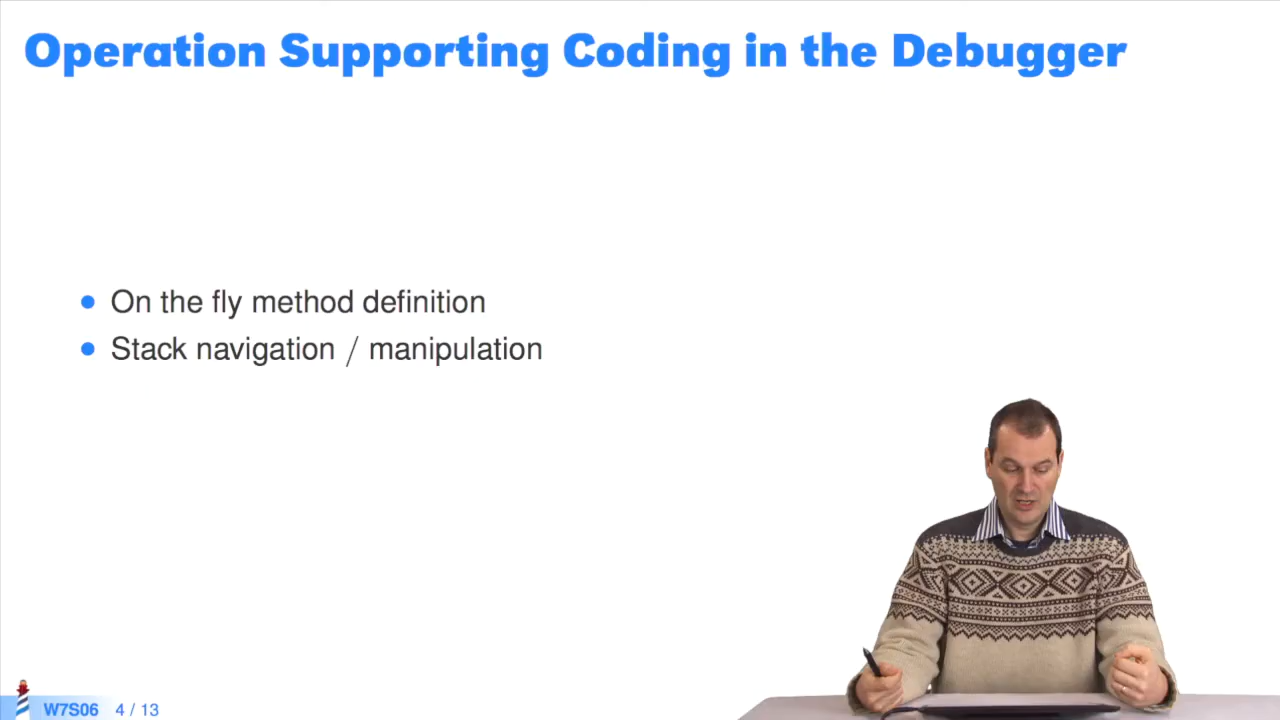 Operation Supporting Coding in the Debugger
• On the fly method definition
• Stack navigation / manipulation
W7S06 4 / 13